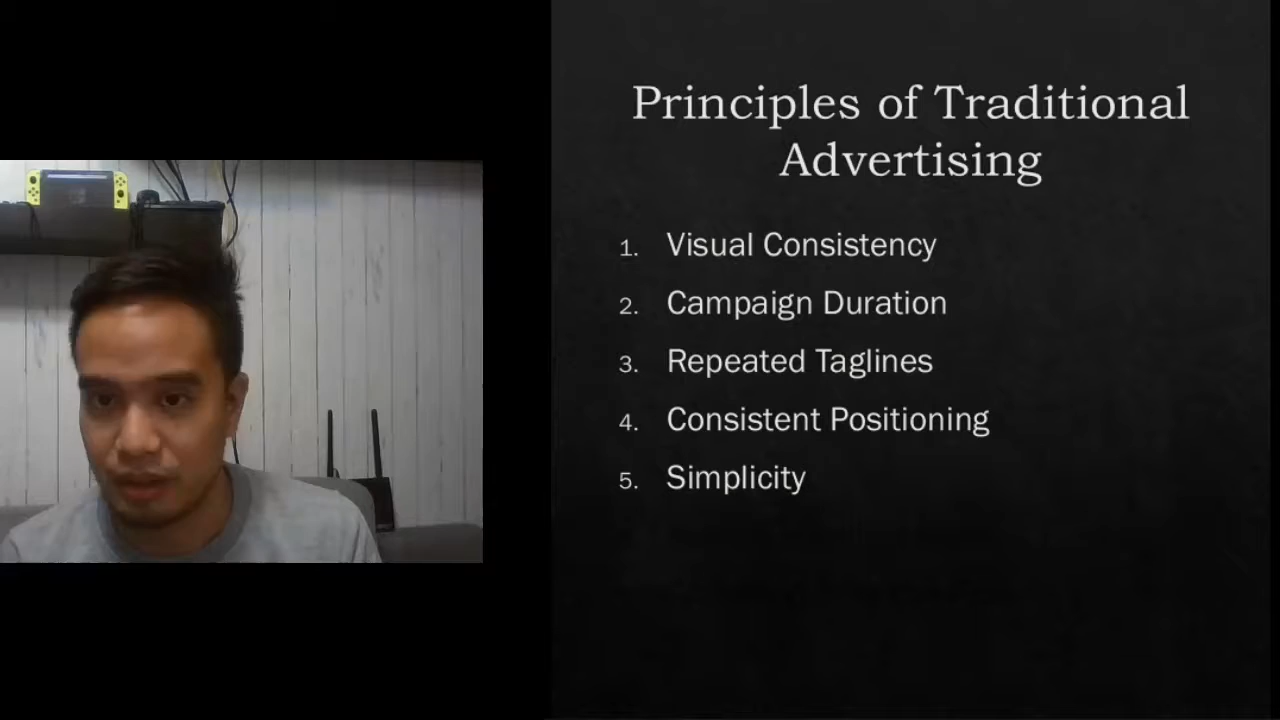 Principles of Traditional
Advertising
1. Visual Consistency
2. Campaign Duration
3. Repeated Taglines
4. Consistent Positioning
5. Simplicity